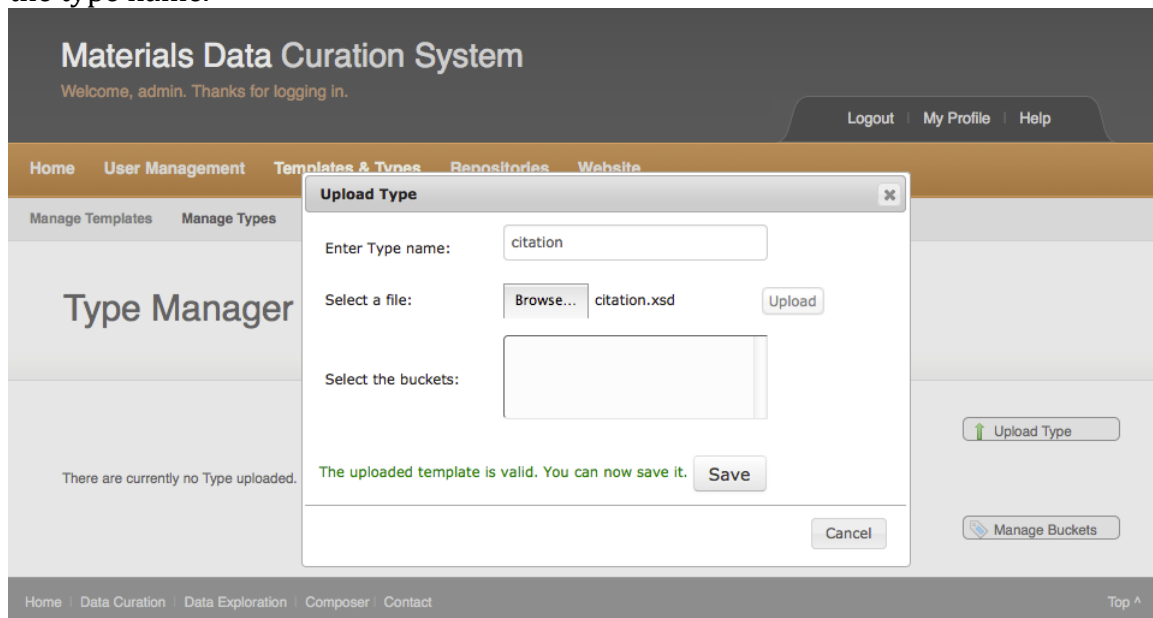 the type name.
Materials Data Curation System
Welcome, admin. Thanks for logging in.
Logout | My Profile | Help
Home User Management Templates & Types Repositories Website
Upload Type
Manage Templates Manage Types
Enter Type name: citation
Type Manager
Select a file: Browse... citation.xsd Upload
Select the buckets:
Upload Type
There are currently no Type uploaded.
The uploaded template is valid. You can now save it. Save
Cancel
Manage Buckets
Home | Data Curation | Data Exploration | Composer | Contact
Top ^